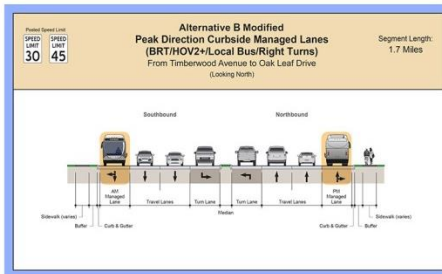 Posted Speed Limit
SPEED
LIMIT
30
SPEED
LIMIT
45
Alternative B Modified
Peak Direction Curbside Managed Lanes
(BRT/HOV2+/Local Bus/Right Turns)
From Timberwood Avenue to Oak Leaf Drive
(Looking North)
Segment Length:
1.7 Miles
Southbound
Northbound
AM
Managed
Lane
Travel Lanes
Turn Lane
Turn Lane
Travel Lanes
PM
Managed
Lane
Median
Sidewalk (varies)
Buffer
Curb & Gutter
Curb & Gutter
Buffer
Sidewalk (varies)